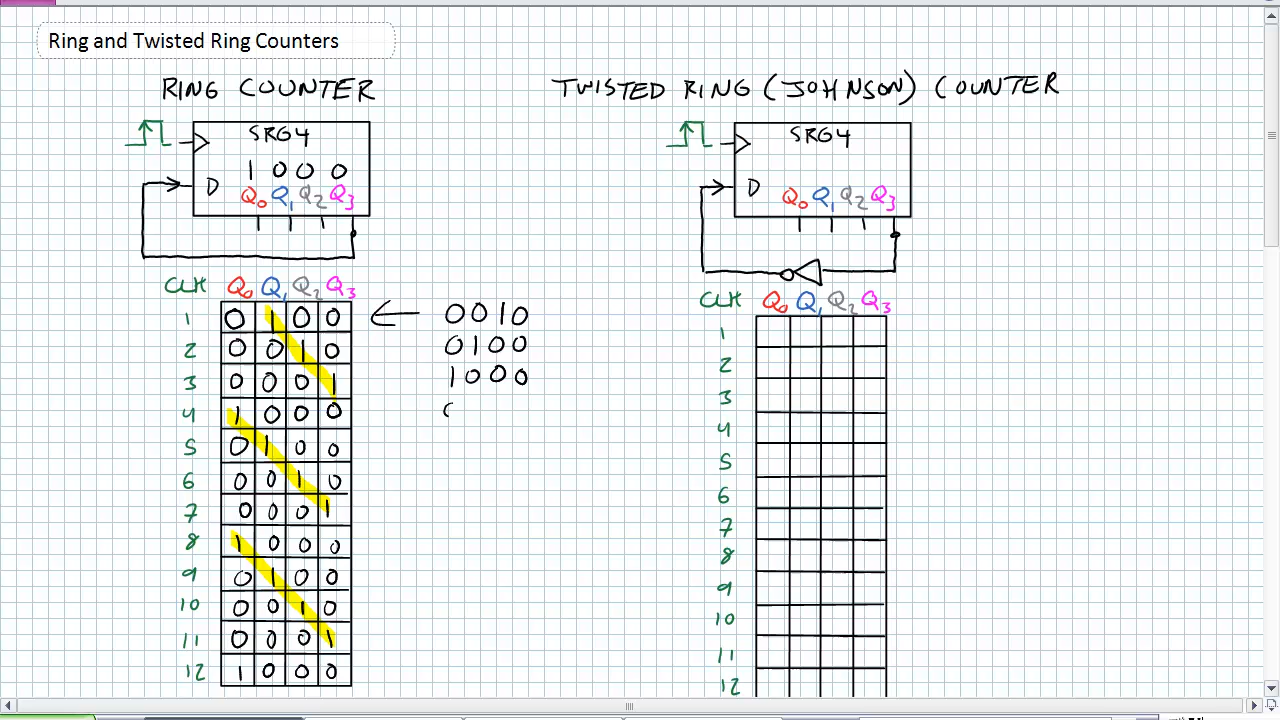 Ring and Twisted Ring Counters
RING COUNTER
SRG4
1 0 0 0
D Q0 Q1 Q2 Q3
CLK Q0 Q1 Q2 Q3
1 0 1 0 0
2 0 0 1 0
3 0 0 0 1
4 1 0 0 0
5 0 1 0 0
6 0 0 1 0
7 0 0 0 1
8 1 0 0 0
9 0 1 0 0
10 0 0 1 0
11 0 0 0 1
12 1 0 0 0
0010
0100
1000
TWISTED RING (JOHNSON) COUNTER
SRG4
D Q0 Q1 Q2 Q3
CLK Q0 Q1 Q2 Q3
1
2
3
4
5
6
7
8
9
10
11
12